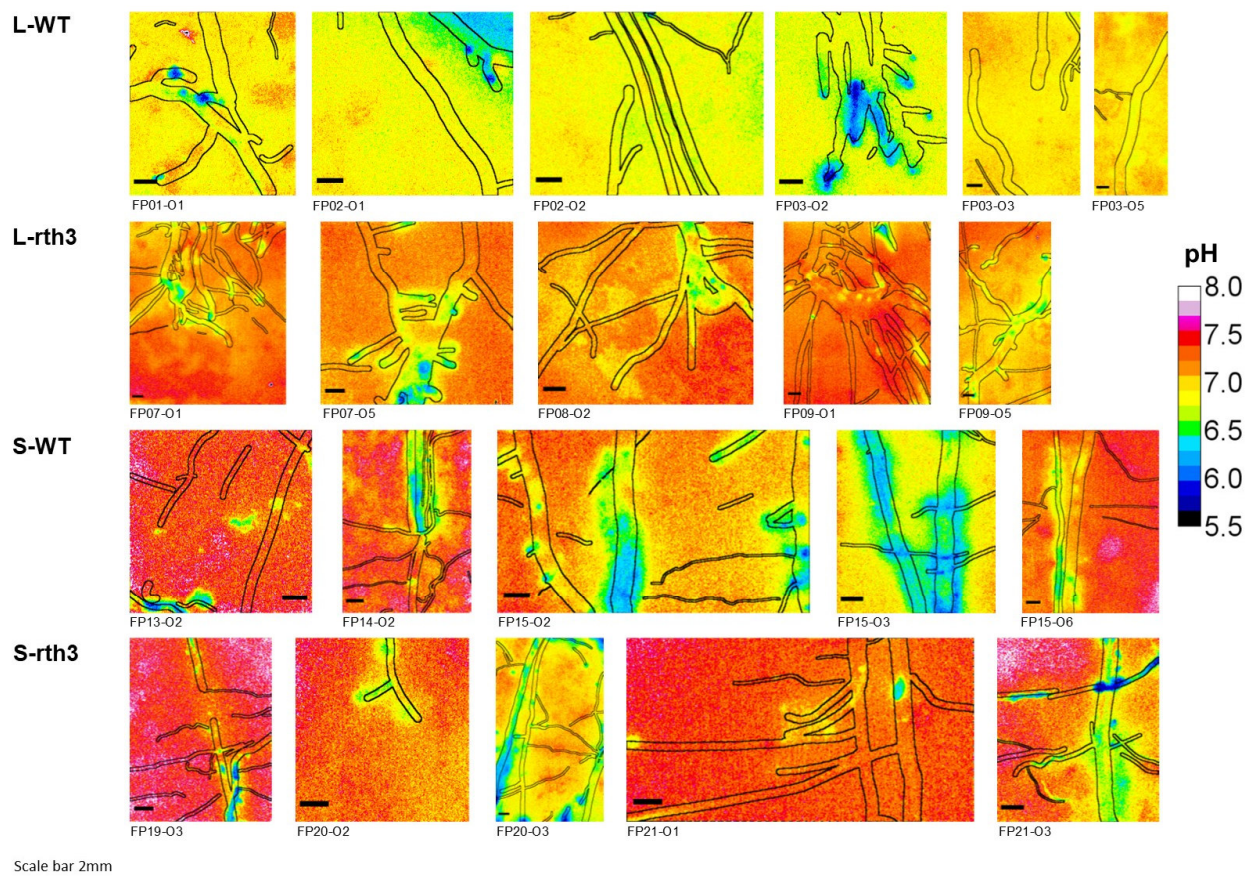 L-WT
FP01-O1
FP02-O1
FP02-O2
FP03-O2
FP03-O3
FP03-O5
L-rth3
FP07-O1
FP07-O5
FP08-O2
FP09-O1
FP09-O5
pH
8.0
7.5
7.0
6.5
6.0
5.5
S-WT
FP13-O2
FP14-O2
FP15-O2
FP15-O3
FP15-O6
S-rth3
FP19-O3
FP20-O2
FP20-O3
FP21-O1
FP21-O3
Scale bar 2mm